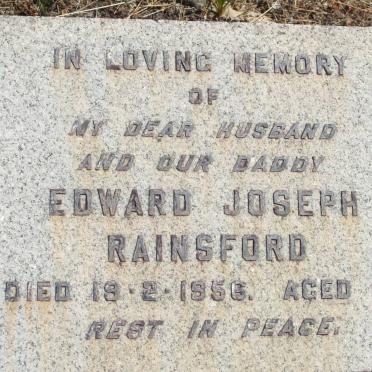 IN LOVING MEMORY
OF
MY DEAR HUSBAND
AND OUR DADDY
EDWARD JOSEPH
RAINSFORD
DIED 19·2·1956. AGED
REST IN PEACE.